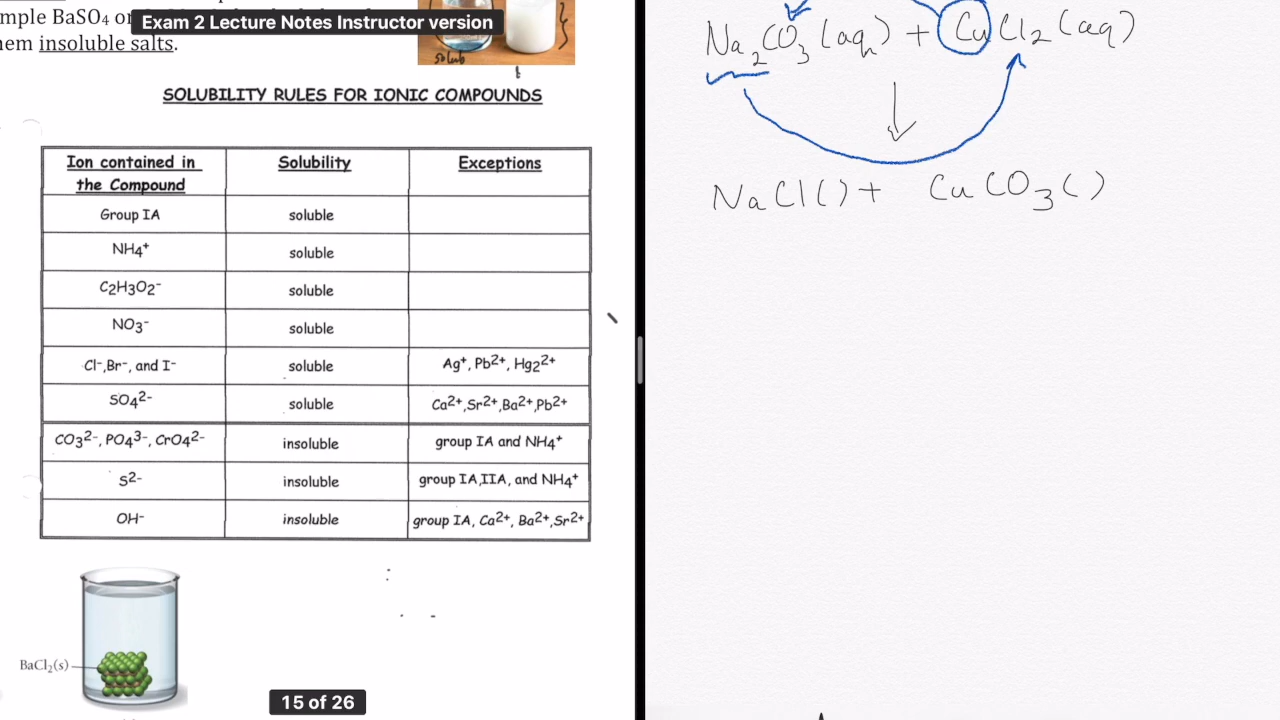 mple BaSO4 or
Exam 2 Lecture Notes Instructor version
hem insoluble salts.
solub
SOLUBILITY RULES FOR IONIC COMPOUNDS
Ion contained in the Compound Solubility Exceptions
Group IA soluble
NH4+ soluble
C2H3O2- soluble
NO3- soluble
Cl-,Br-, and I- soluble Ag+, Pb2+, Hg22+
SO42- soluble Ca2+,Sr2+,Ba2+,Pb2+
CO32-, PO43-, CrO42- insoluble group IA and NH4+
S2- insoluble group IA,IIA, and NH4+
OH- insoluble group IA, Ca2+, Ba2+,Sr2+
BaCl2(s)
15 of 26
Na2CO3(aq) + CuCl2(aq)
NaCl() + CuCO3()